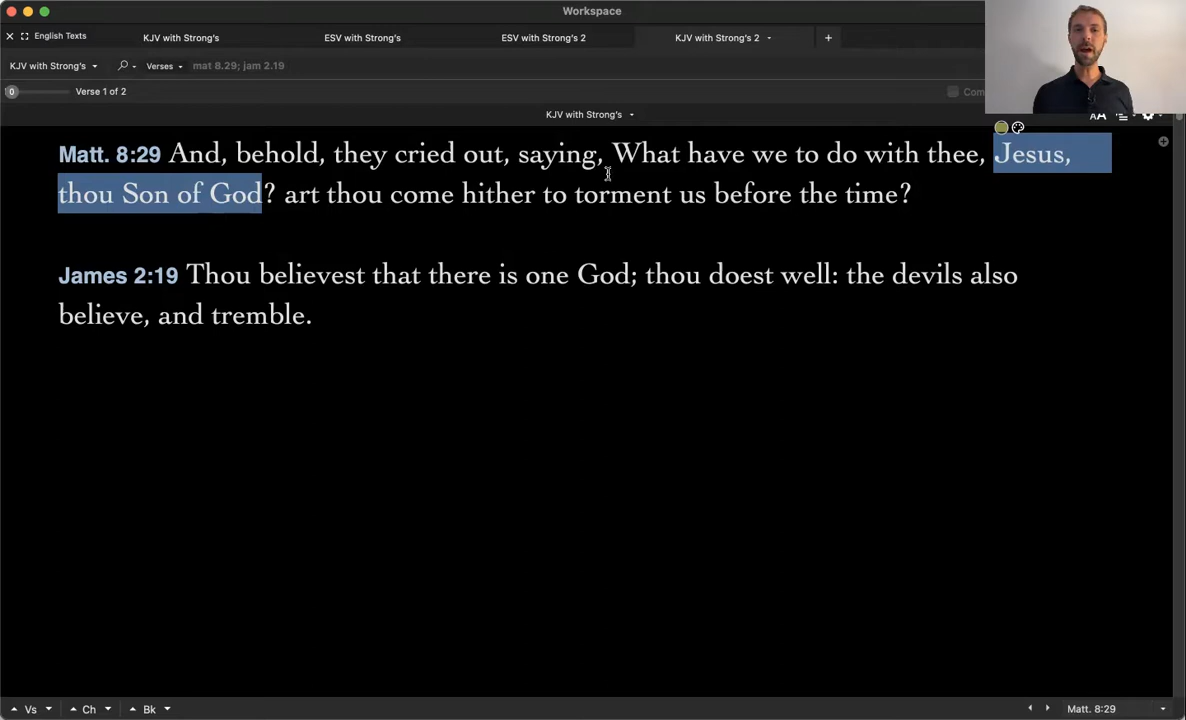 Workspace
English Texts
KJV with Strong's
ESV with Strong's
ESV with Strong's 2
KJV with Strong's 2
+
KJV with Strong's
Verses
mat 8.29; jam 2.19
0
Verse 1 of 2
Com
KJV with Strong's
AA
Matt. 8:29 And, behold, they cried out, saying, What have we to do with thee, Jesus,
thou Son of God? art thou come hither to torment us before the time?
James 2:19 Thou believest that there is one God; thou doest well: the devils also
believe, and tremble.
Vs
Ch
Bk
Matt. 8:29